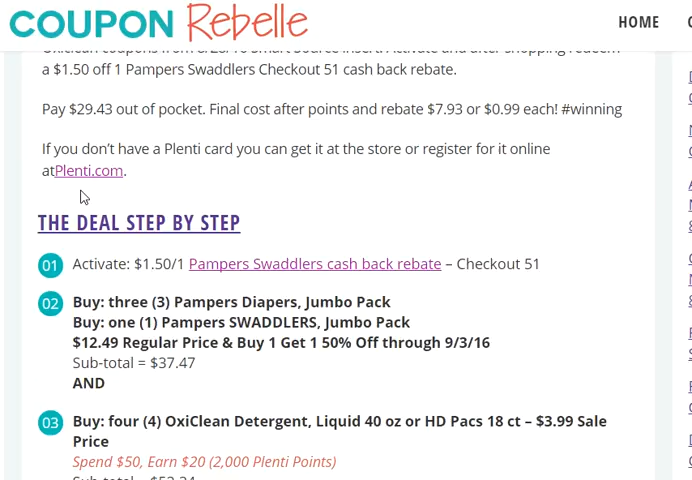 COUPON Rebelle
HOME
a $1.50 off 1 Pampers Swaddlers Checkout 51 cash back rebate.
Pay $29.43 out of pocket. Final cost after points and rebate $7.93 or $0.99 each! #winning
If you don't have a Plenti card you can get it at the store or register for it online
atPlenti.com.
THE DEAL STEP BY STEP
01 Activate: $1.50/1 Pampers Swaddlers cash back rebate – Checkout 51
02 Buy: three (3) Pampers Diapers, Jumbo Pack
Buy: one (1) Pampers SWADDLERS, Jumbo Pack
$12.49 Regular Price & Buy 1 Get 1 50% Off through 9/3/16
Sub-total = $37.47
AND
03 Buy: four (4) OxiClean Detergent, Liquid 40 oz or HD Pacs 18 ct – $3.99 Sale
Price
Spend $50, Earn $20 (2,000 Plenti Points)